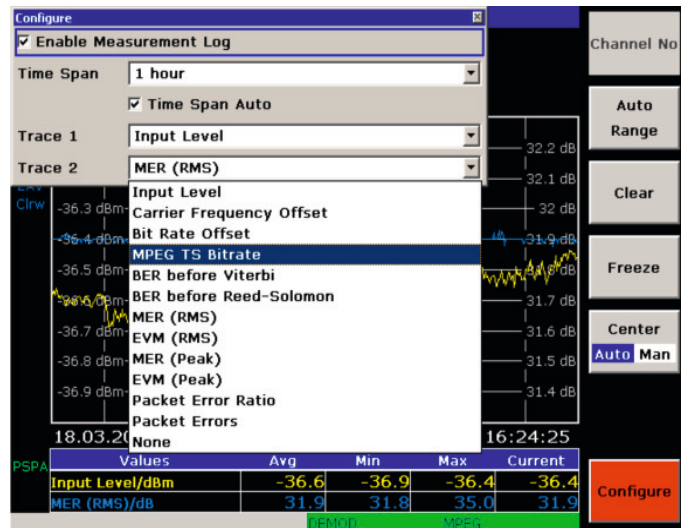 Configure
Enable Measurement Log
Time Span 1 hour
Time Span Auto
Trace 1 Input Level
Trace 2 MER (RMS)
Input Level
Carrier Frequency Offset
Bit Rate Offset
MPEG TS Bitrate
BER before Viterbi
BER before Reed-Solomon
MER (RMS)
EVM (RMS)
MER (Peak)
EVM (Peak)
Packet Error Ratio
Packet Errors
None
Clrw
-36.3 dBm
-36.4 dBm
-36.5 dBm
-36.6 dBm
-36.7 dBm
-36.8 dBm
-36.9 dBm
32.2 dB
32.1 dB
32 dB
31.9 dB
31.8 dB
31.7 dB
31.6 dB
31.5 dB
31.4 dB
18.03.20
16:24:25
PSPA
Values Avg Min Max Current
Input Level/dBm -36.6 -36.9 -36.4 -36.4
MER (RMS)/dB 31.9 31.8 35.0 31.9
DEMOD MPEG
Channel No
Auto
Range
Clear
Freeze
Center
Auto Man
Configure